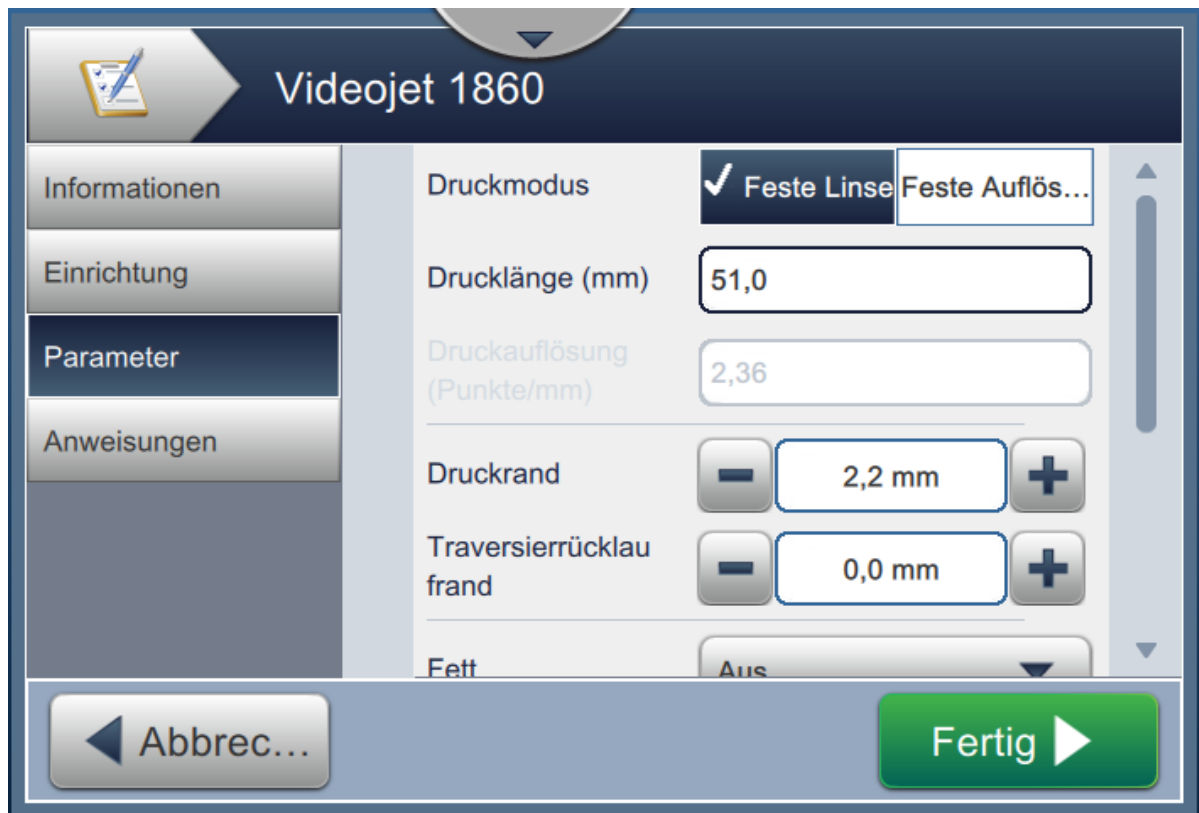 Videojet 1860
Informationen
Einrichtung
Parameter
Anweisungen
Druckmodus
Feste Linse
Feste Auflös...
Drucklänge (mm)
51,0
Druckauflösung
(Punkte/mm)
2,36
Druckrand
2,2 mm
Traversierrücklau
frand
0,0 mm
Fett
Aus
Abbrec...
Fertig